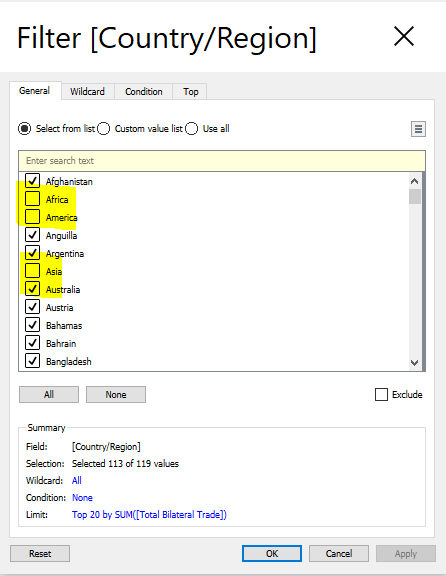 Filter [Country/Region]
General Wildcard Condition Top
Select from list Custom value list Use all
Enter search text
Afghanistan
Africa
America
Anguilla
Argentina
Asia
Australia
Austria
Bahamas
Bahrain
Bangladesh
All None Exclude
Summary
Field: [Country/Region]
Selection: Selected 113 of 119 values
Wildcard: All
Condition: None
Limit: Top 20 by SUM([Total Bilateral Trade])
Reset OK Cancel Apply